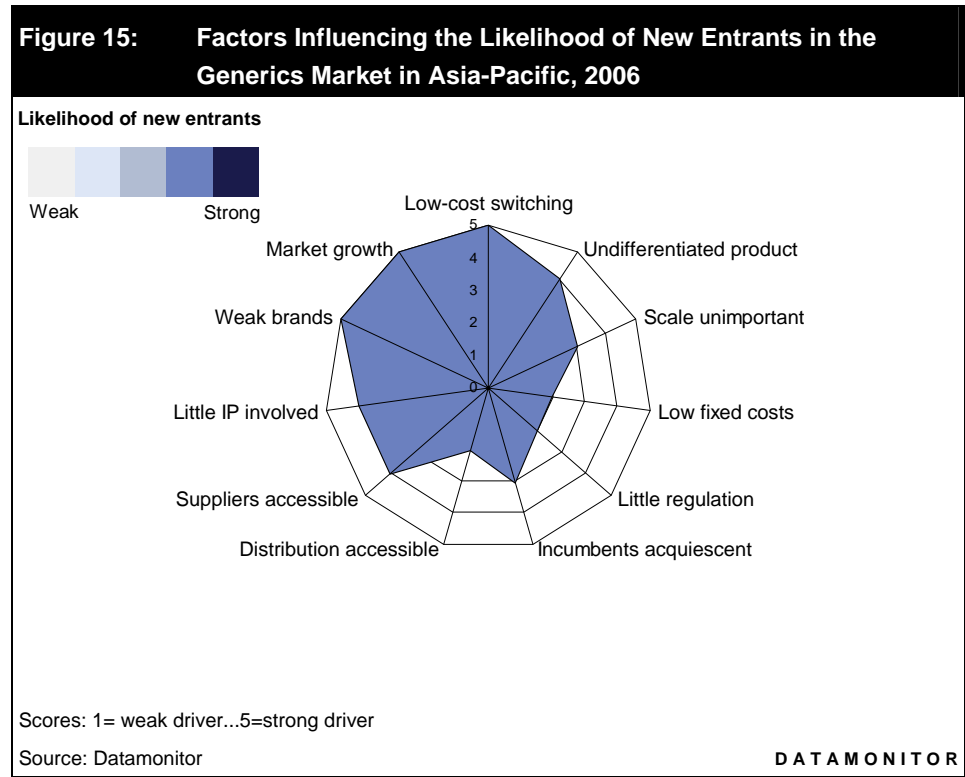 Figure 15: Factors Influencing the Likelihood of New Entrants in the
Generics Market in Asia-Pacific, 2006
Likelihood of new entrants
Weak Strong
Low-cost switching
5
Market growth Undifferentiated product
4
3
Weak brands Scale unimportant
2
1
0
Little IP involved Low fixed costs
Suppliers accessible Little regulation
Distribution accessible Incumbents acquiescent
Scores: 1= weak driver...5=strong driver
Source: Datamonitor DATAMONITOR